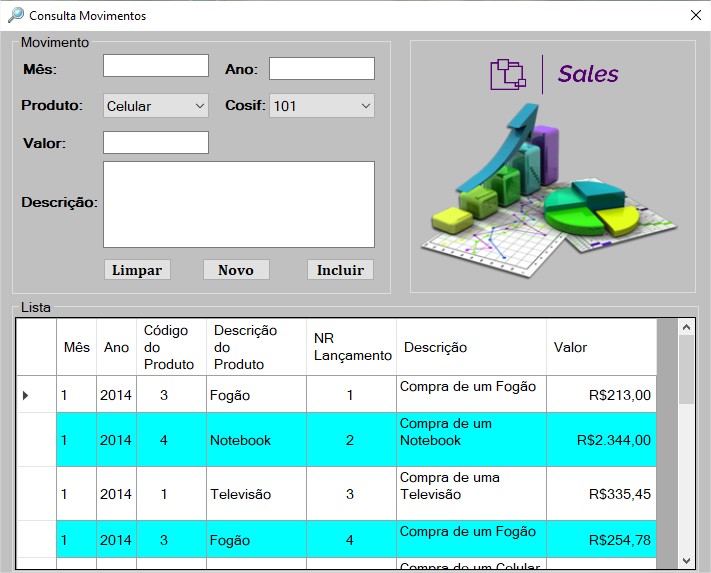 Consulta Movimentos
Movimento
Mês:
Ano:
Sales
Produto:
Celular
Cosif:
101
Valor:
Descrição:
Limpar
Novo
Incluir
Lista
Mês
Ano
Código do Produto
Descrição do Produto
NR Lançamento
Descrição
Valor
1 2014 3 Fogão 1 Compra de um Fogão R$213,00
1 2014 4 Notebook 2 Compra de um Notebook R$2.344,00
1 2014 1 Televisão 3 Compra de uma Televisão R$335,45
1 2014 3 Fogão 4 Compra de um Fogão R$254,78
Compra de um Celular